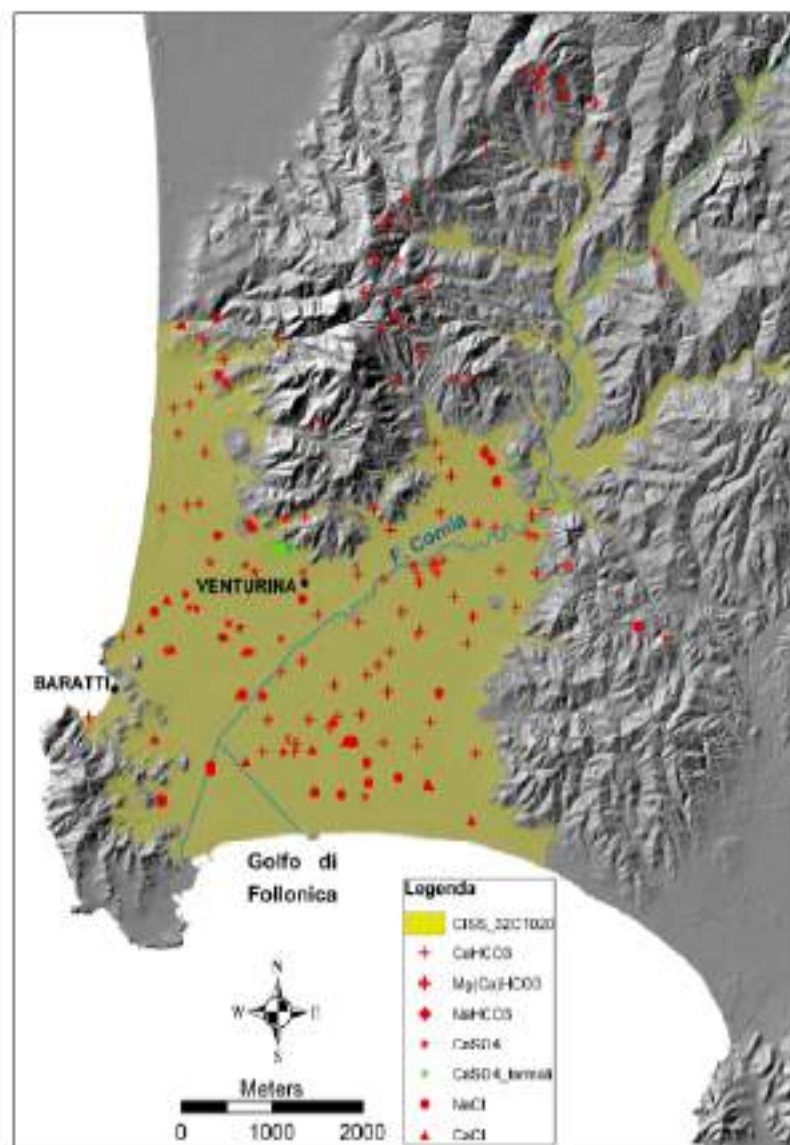 F. Cornia
VENTURINA
BARATTI
Golfo di
Follonica
N
W E
S
Meters
0 1000 2000
Legenda
CISS_32CT020
CaHCO3
Mg(Ca)HCO3
NaHCO3
CaSO4
CaSO4_termali
NaCl
CaCl